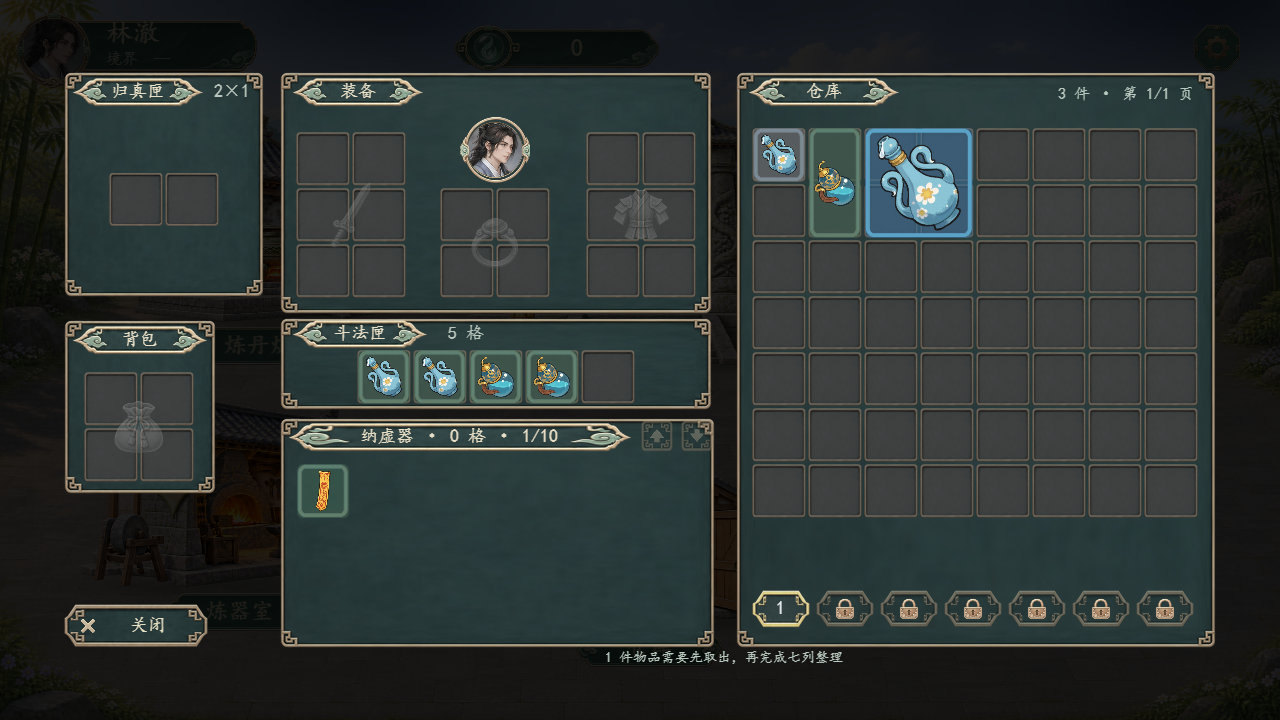 林澈
境界 一
0
归真匣 2×1
装备
仓库
3 件 · 第 1/1 页
背包
斗法匣 5 格
炼丹
纳虚器 · 0 格 · 1/10
炼器室
关闭
1
1 件物品需要先取出，再完成七列整理